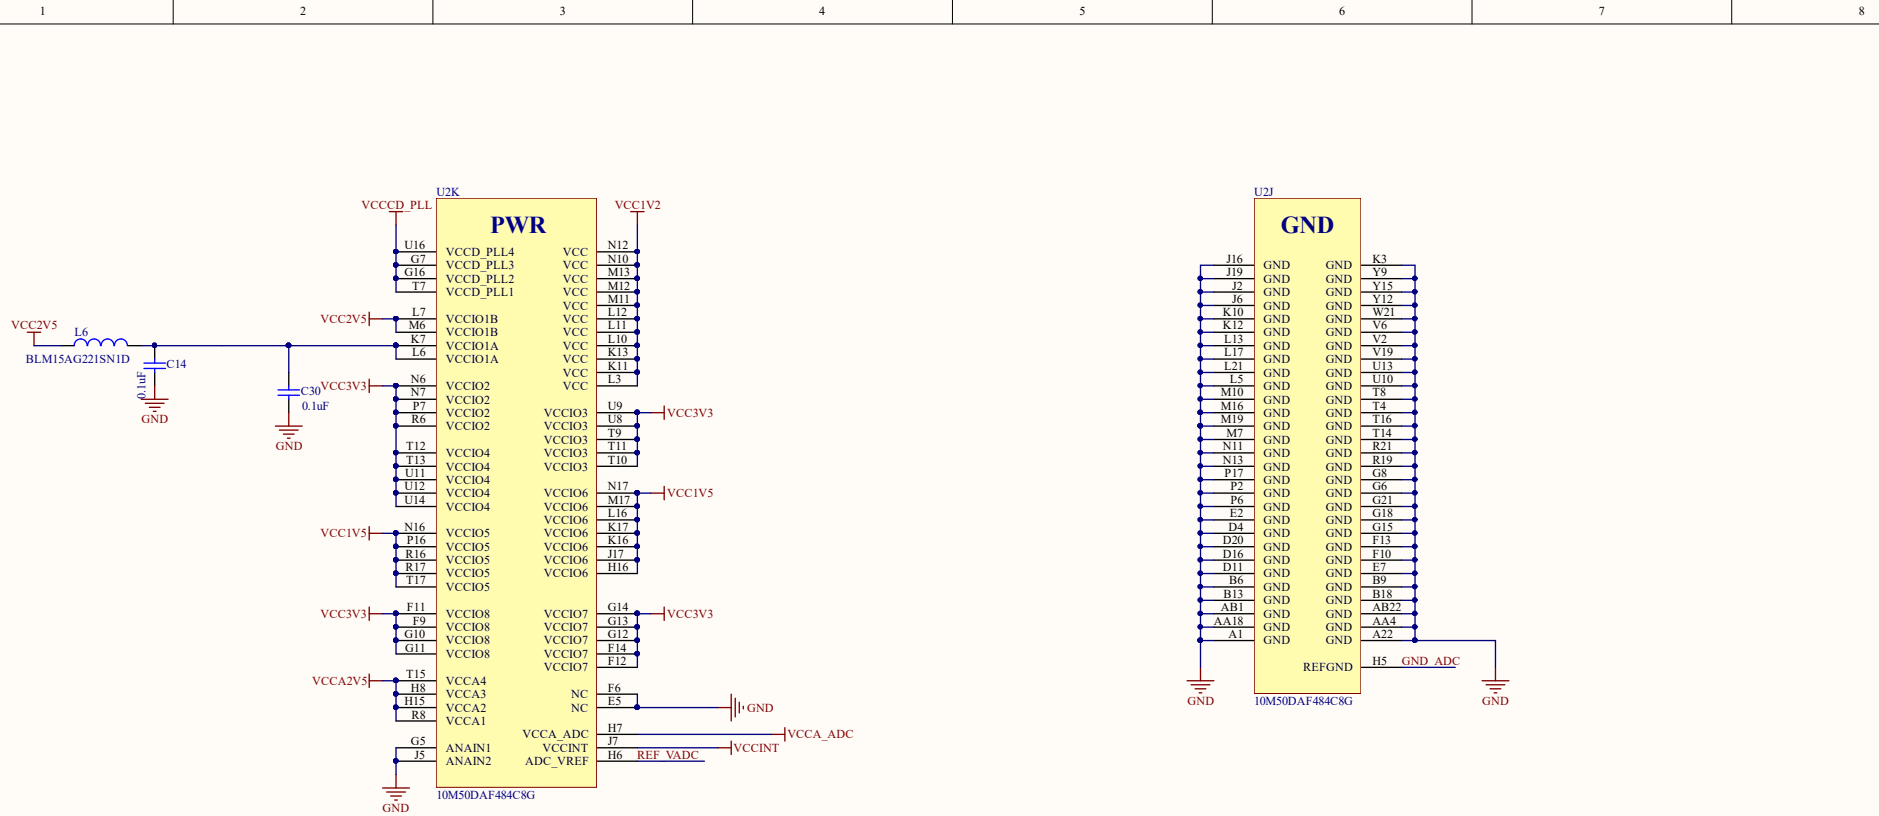 1 2 3 4 5 6 7 8
U2K U2J
VCCCD_PLL VCC1V2
PWR GND
U16 VCCD_PLL4 VCC N12
G7 VCCD_PLL3 VCC N10
G16 VCCD_PLL2 VCC M13
T7 VCCD_PLL1 VCC M12
VCC M11
VCC2V5 L7 VCCIO1B VCC L12
M6 VCCIO1B VCC L11
VCC2V5 L6 K7 VCCIO1A VCC L10
BLM15AG221SN1D L6 VCCIO1A VCC K13
C14 0.1uF GND
VCC K11
VCC3V3 N6 VCCIO2 VCC L3
C30 0.1uF GND
N7 VCCIO2
P7 VCCIO2 VCCIO3 U9 VCC3V3
R6 VCCIO2 VCCIO3 U8
VCCIO3 T9
T12 VCCIO4 VCCIO3 T11
T13 VCCIO4 VCCIO3 T10
U11 VCCIO4
U12 VCCIO4 VCCIO6 N17 VCC1V5
U14 VCCIO4 VCCIO6 M17
VCCIO6 L16
VCC1V5 N16 VCCIO5 VCCIO6 K17
P16 VCCIO5 VCCIO6 K16
R16 VCCIO5 VCCIO6 J17
R17 VCCIO5 VCCIO6 H16
T17 VCCIO5
VCC3V3 F11 VCCIO8 VCCIO7 G14 VCC3V3
F9 VCCIO8 VCCIO7 G13
G10 VCCIO8 VCCIO7 G12
G11 VCCIO8 VCCIO7 F14
VCCIO7 F12
VCCA2V5 T15 VCCA4
H8 VCCA3 NC F6
H15 VCCA2 NC E5 GND
R8 VCCA1
VCCA_ADC H7 VCCA_ADC
G5 ANAIN1 VCCINT J7 VCCINT
J5 ANAIN2 ADC_VREF H6 REF_VADC
GND
10M50DAF484C8G
J16 GND GND K3
J19 GND GND Y9
J2 GND GND Y15
J6 GND GND Y12
K10 GND GND W21
K12 GND GND V6
L13 GND GND V2
L17 GND GND V19
L21 GND GND U13
L5 GND GND U10
M10 GND GND T8
M16 GND GND T4
M19 GND GND T16
M7 GND GND T14
N11 GND GND R21
N13 GND GND R19
P17 GND GND G8
P2 GND GND G6
P6 GND GND G21
E2 GND GND G18
D4 GND GND G15
D20 GND GND F13
D16 GND GND F10
D11 GND GND E7
B6 GND GND B9
B13 GND GND B18
AB1 GND GND AB22
AA18 GND GND AA4
A1 GND GND A22
REFGND H5 GND_ADC
GND 10M50DAF484C8G GND